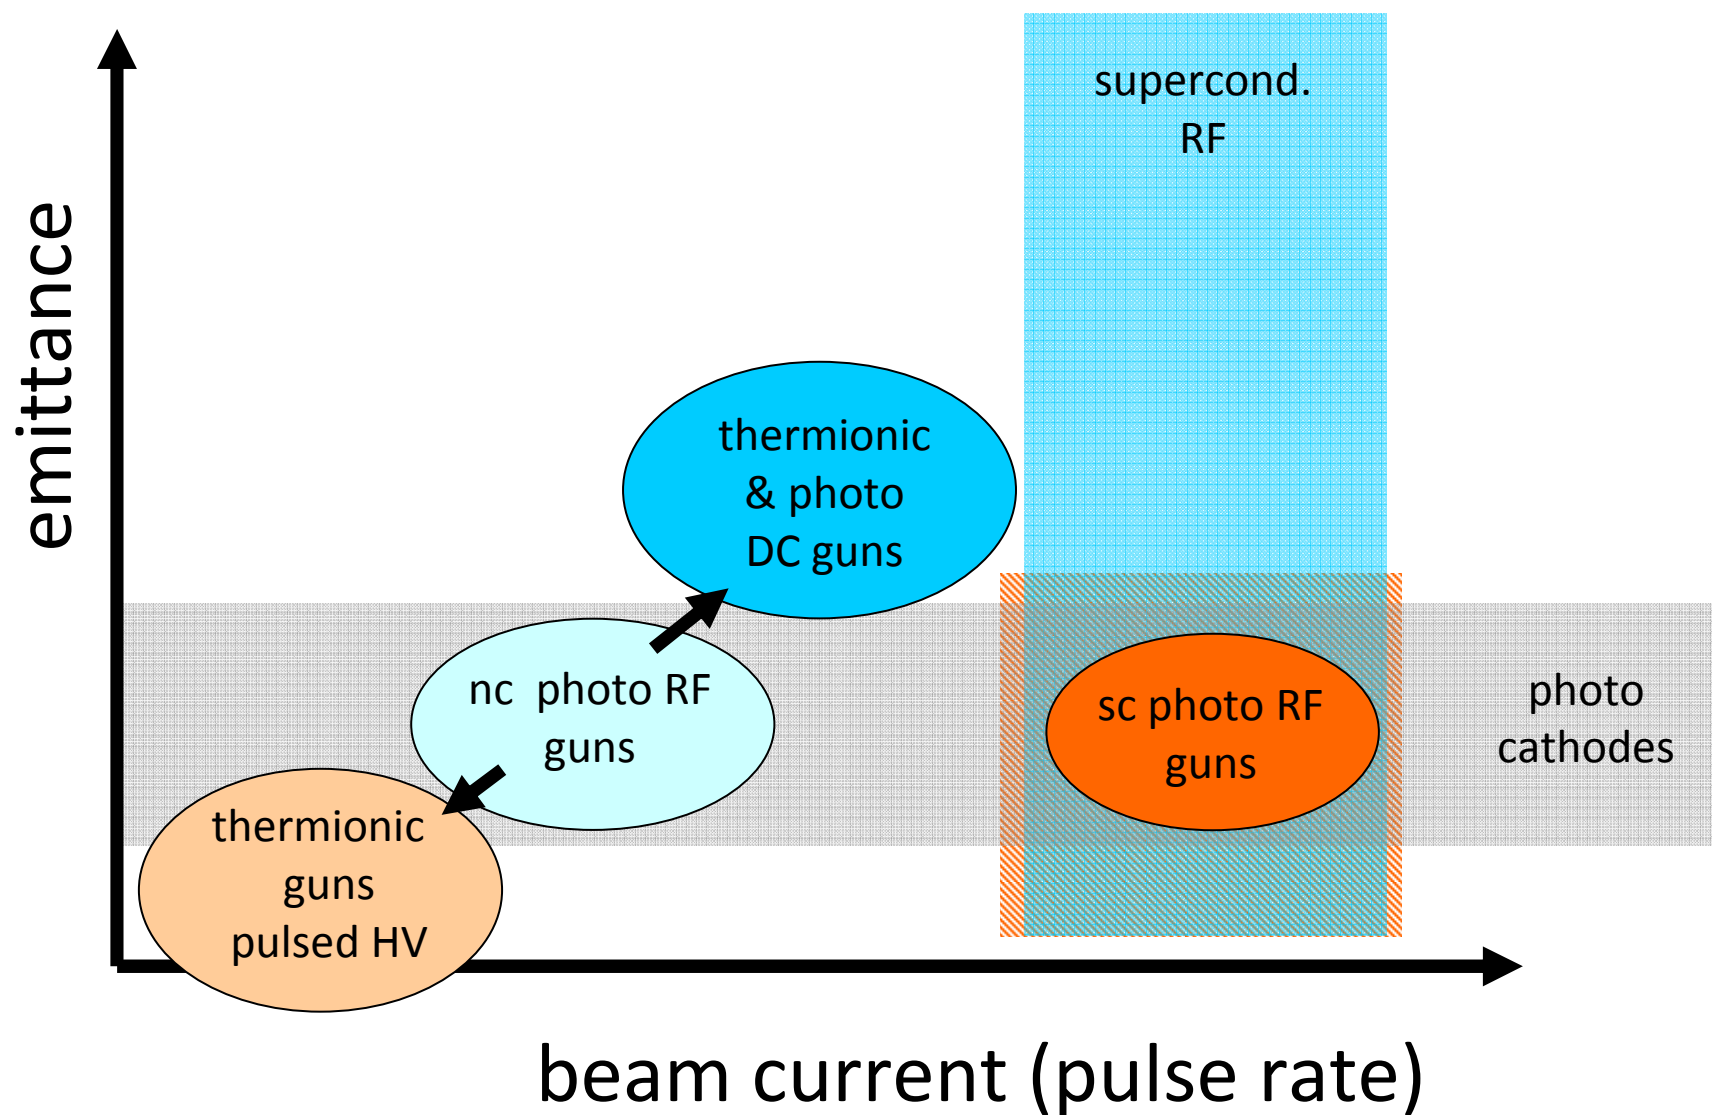 supercond.
RF
emittance
thermionic
& photo
DC guns
nc photo RF
guns
sc photo RF
guns
photo
cathodes
thermionic
guns
pulsed HV
beam current (pulse rate)